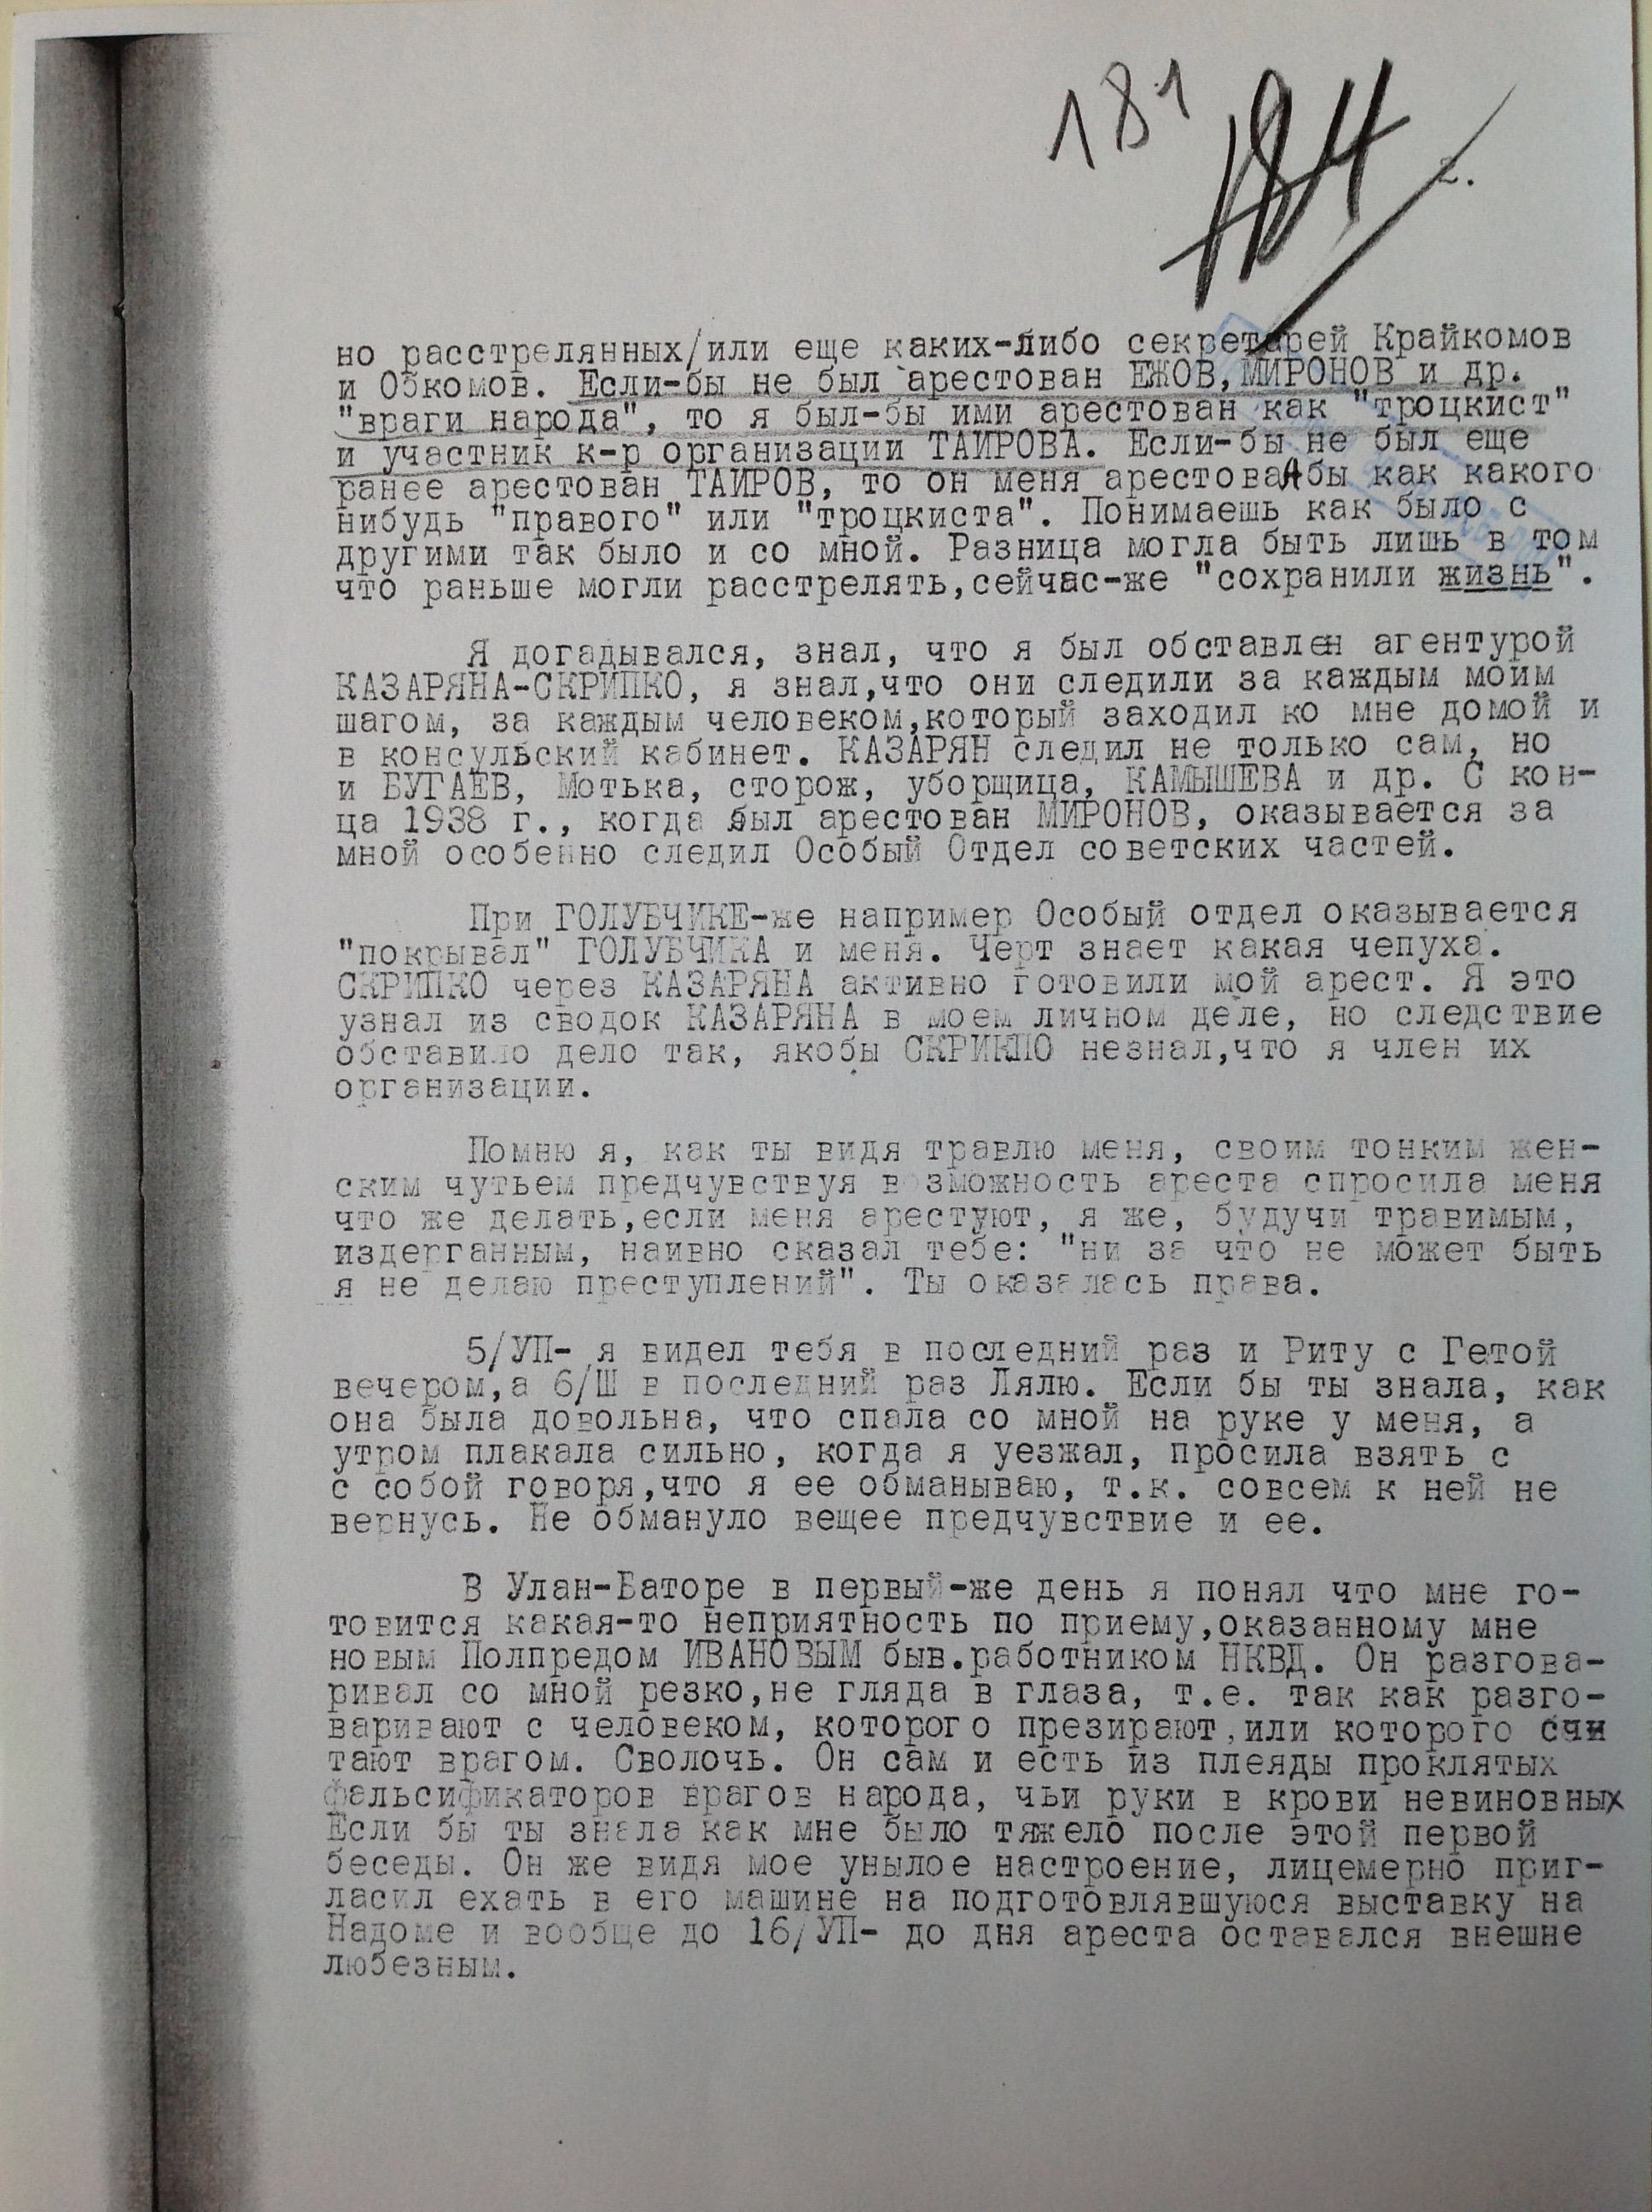 181
184
2.
но расстрелянных/или еще каких-либо секретарей Крайкомов
и Обкомов. Если-бы не был арестован ЕЖОВ,МИРОНОВ и др.
"враги народа", то я был-бы ими арестован как "троцкист"
и участник к-р организации ТАИРОВА. Если-бы не был еще
ранее арестован ТАИРОВ, то он меня арестовалбы как какого
нибудь "правого" или "троцкиста". Понимаешь как было с
другими так было и со мной. Разница могла быть лишь в том
что раньше могли расстрелять,сейчас-же "сохранили жизнь".
Я догадывался, знал, что я был обставлен агентурой
КАЗАРЯНА-СКРИПКО, я знал,что они следили за каждым моим
шагом, за каждым человеком,который заходил ко мне домой и
в консульский кабинет. КАЗАРЯН следил не только сам, но
и БУГАЕВ, Мотька, сторож, уборщица, КАМЫШЕВА и др. С кон-
ца 1938 г., когда был арестован МИРОНОВ, оказывается за
мной особенно следил Особый Отдел советских частей.
При ГОЛУБЧИКЕ-же например Особый отдел оказывается
"покрывал" ГОЛУБЧИКА и меня. Черт знает какая чепуха.
СКРИПКО через КАЗАРЯНА активно готовили мой арест. Я это
узнал из сводок КАЗАРЯНА в моем личном деле, но следствие
обставило дело так, якобы СКРИКПО незнал,что я член их
организации.
Помню я, как ты видя травлю меня, своим тонким жен-
ским чутьем предчувствуя возможность ареста спросила меня
что же делать,если меня арестуют, я же, будучи травимым,
издерганным, наивно сказал тебе: "ни за что не может быть
я не делаю преступлений". Ты оказалась права.
5/УП- я видел тебя в последний раз и Риту с Гетой
вечером,а 6/Ш в последний раз Лялю. Если бы ты знала, как
она была довольна, что спала со мной на руке у меня, а
утром плакала сильно, когда я уезжал, просила взять с
с собой говоря,что я ее обманываю, т.к. совсем к ней не
вернусь. Не обмануло вещее предчувствие и ее.
В Улан-Баторе в первый-же день я понял что мне го-
товится какая-то неприятность по приему,оказанному мне
новым Полпредом ИВАНОВЫМ быв.работником НКВД. Он разгова-
ривал со мной резко,не гляда в глаза, т.е. так как разго-
варивают с человеком, которого презирают,или которого счи
тают врагом. Сволочь. Он сам и есть из плеяды проклятых
фальсификаторов врагов народа, чьи руки в крови невиновных
Если бы ты знала как мне было тяжело после этой первой
беседы. Он же видя мое унылое настроение, лицемерно приг-
ласил ехать в его машине на подготовлявшуюся выставку на
Надоме и вообще до 16/УП- до дня ареста оставался внешне
любезным.